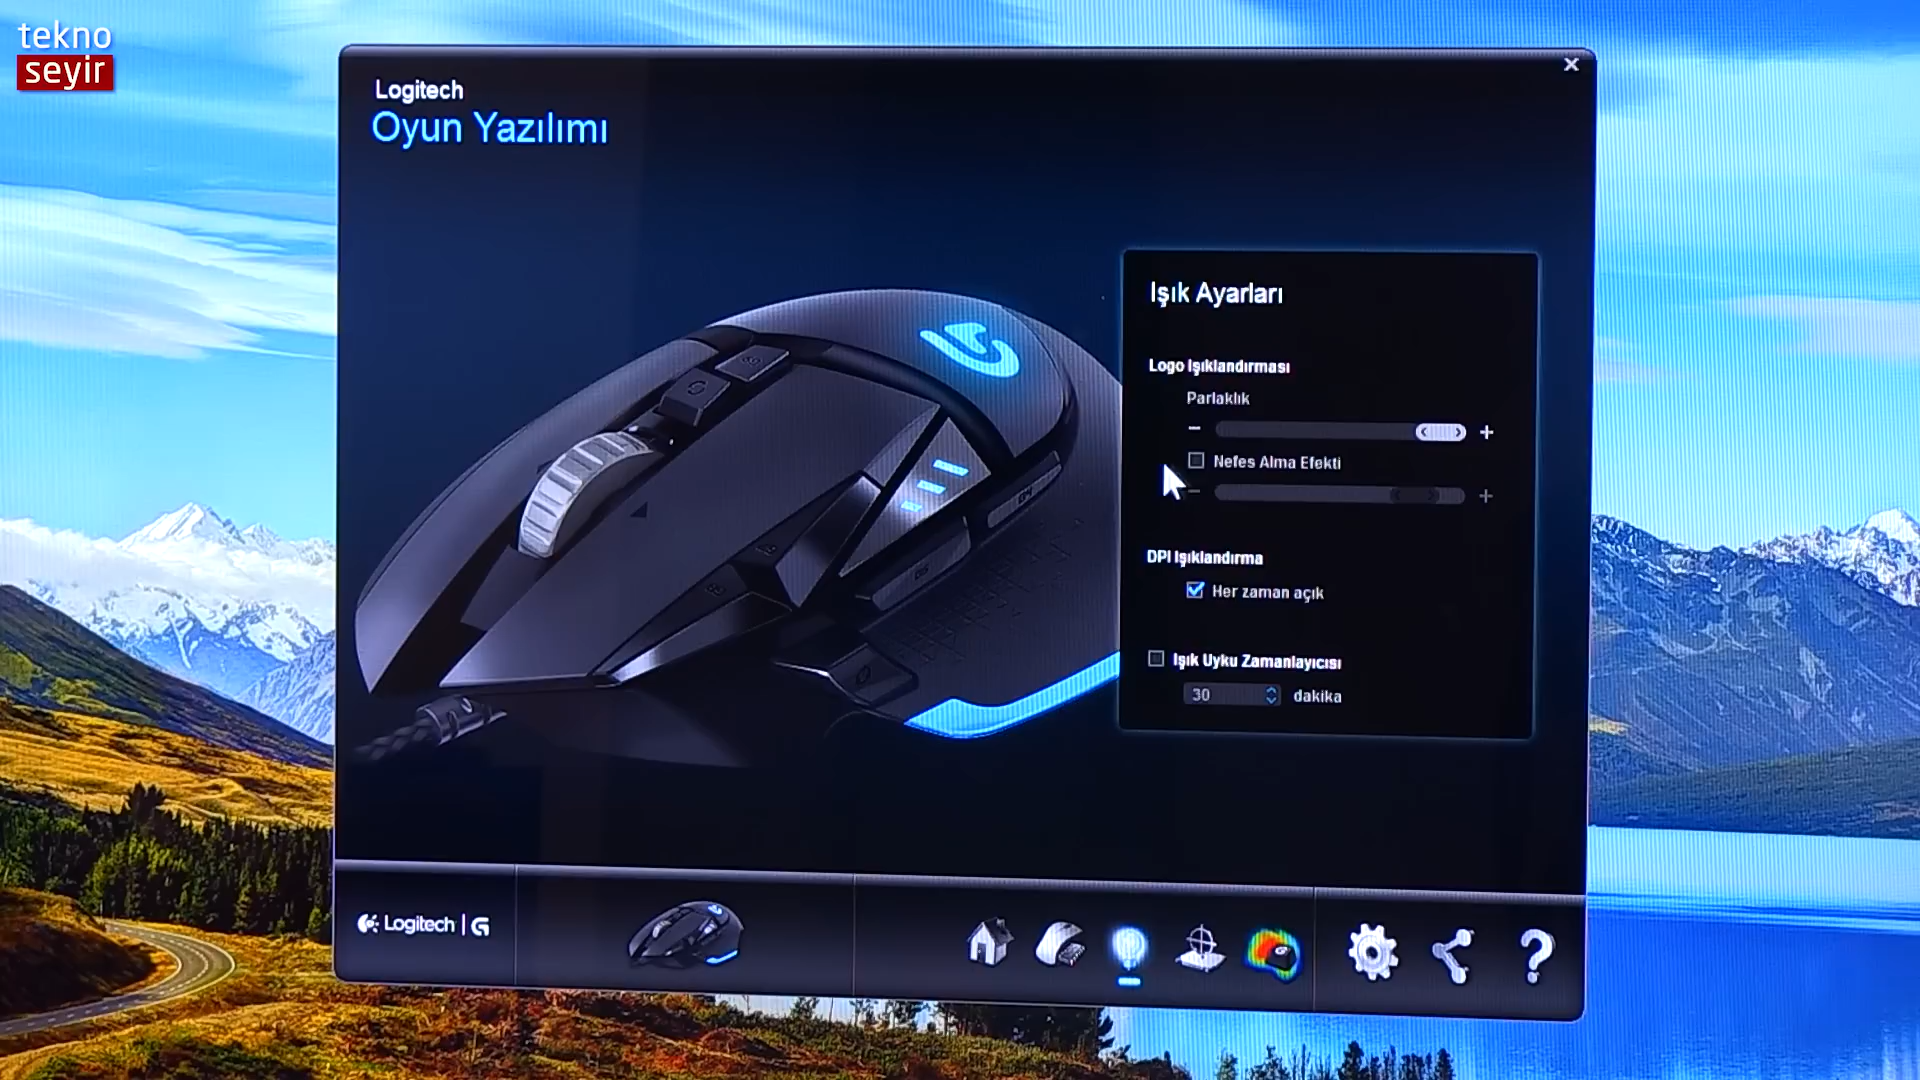 tekno
seyir
Logitech
Oyun Yazılımı
Işık Ayarları
Logo Işıklandırması
Parlaklık
Nefes Alma Efekti
DPI Işıklandırma
Her zaman açık
Işık Uyku Zamanlayıcısı
30 dakika
Logitech | G